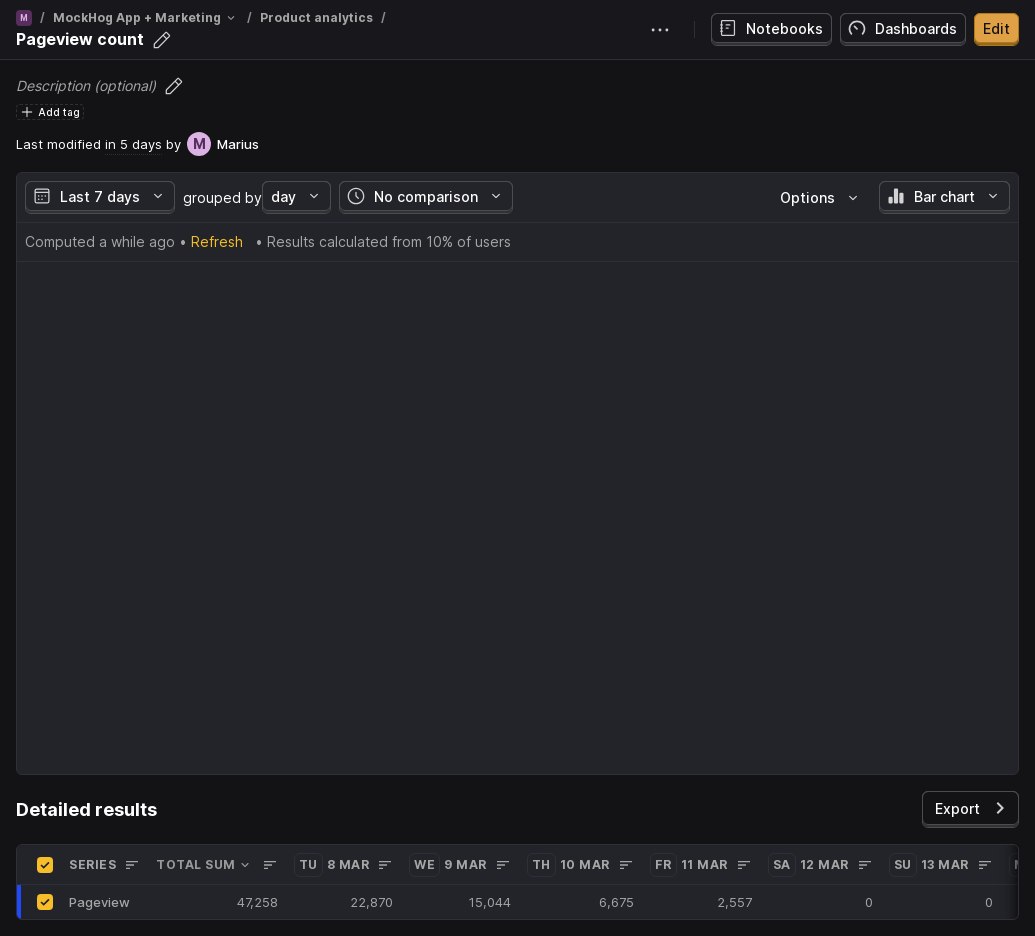 M / MockHog App + Marketing / Product analytics /
Pageview count
Notebooks Dashboards Edit
Description (optional)
Add tag
Last modified in 5 days by M Marius
Last 7 days grouped by day No comparison Options Bar chart
Computed a while ago • Refresh • Results calculated from 10% of users
Detailed results
Export
SERIES TOTAL SUM TU 8 MAR WE 9 MAR TH 10 MAR FR 11 MAR SA 12 MAR SU 13 MAR
Pageview 47,258 22,870 15,044 6,675 2,557 0 0